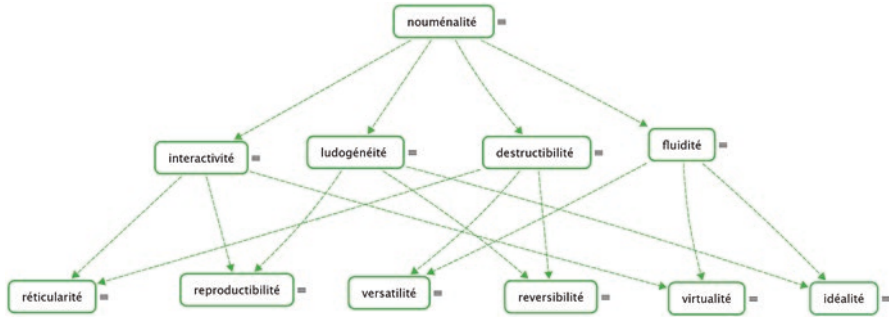 nouménalité
interactivité
ludogénéité
destructibilité
fluidité
réticularité
reproductibilité
versatilité
reversibilité
virtualité
idéalité